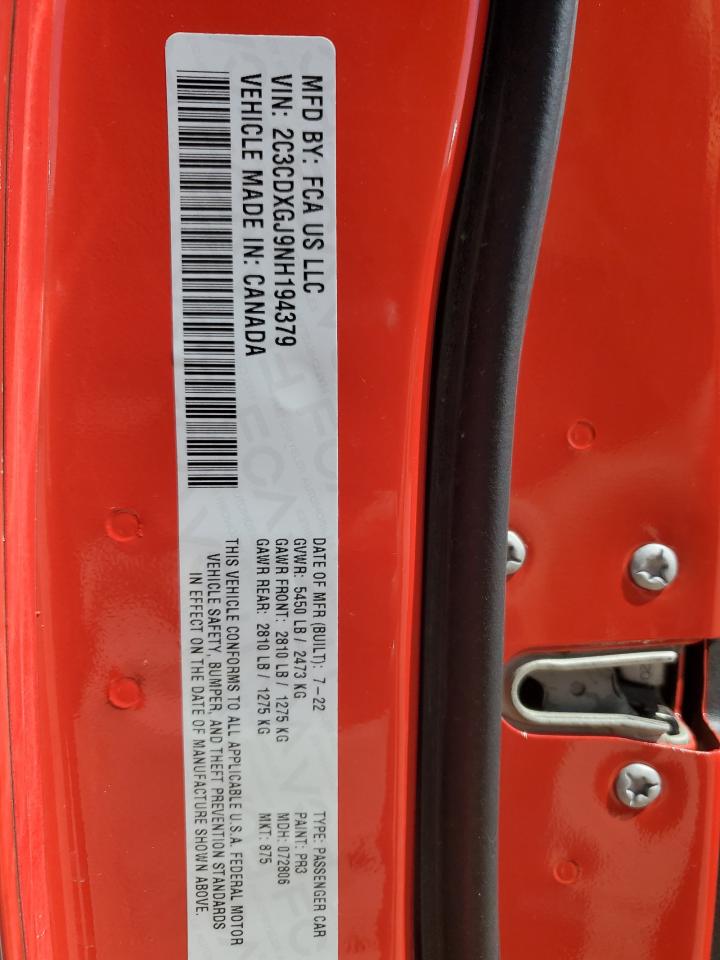 MFD BY: FCA US LLC
VIN: 2C3CDXGJ9NH194379
VEHICLE MADE IN: CANADA
DATE OF MFR (BUILT): 7-22
GVWR: 5450 LB / 2473 KG
GAWR FRONT: 2810 LB / 1275 KG
GAWR REAR: 2810 LB / 1275 KG
TYPE: PASSENGER CAR
PAINT: PR3
MDH: 072806
MKT: 875
THIS VEHICLE CONFORMS TO ALL APPLICABLE U.S.A. FEDERAL MOTOR
VEHICLE SAFETY, BUMPER, AND THEFT PREVENTION STANDARDS
IN EFFECT ON THE DATE OF MANUFACTURE SHOWN ABOVE.